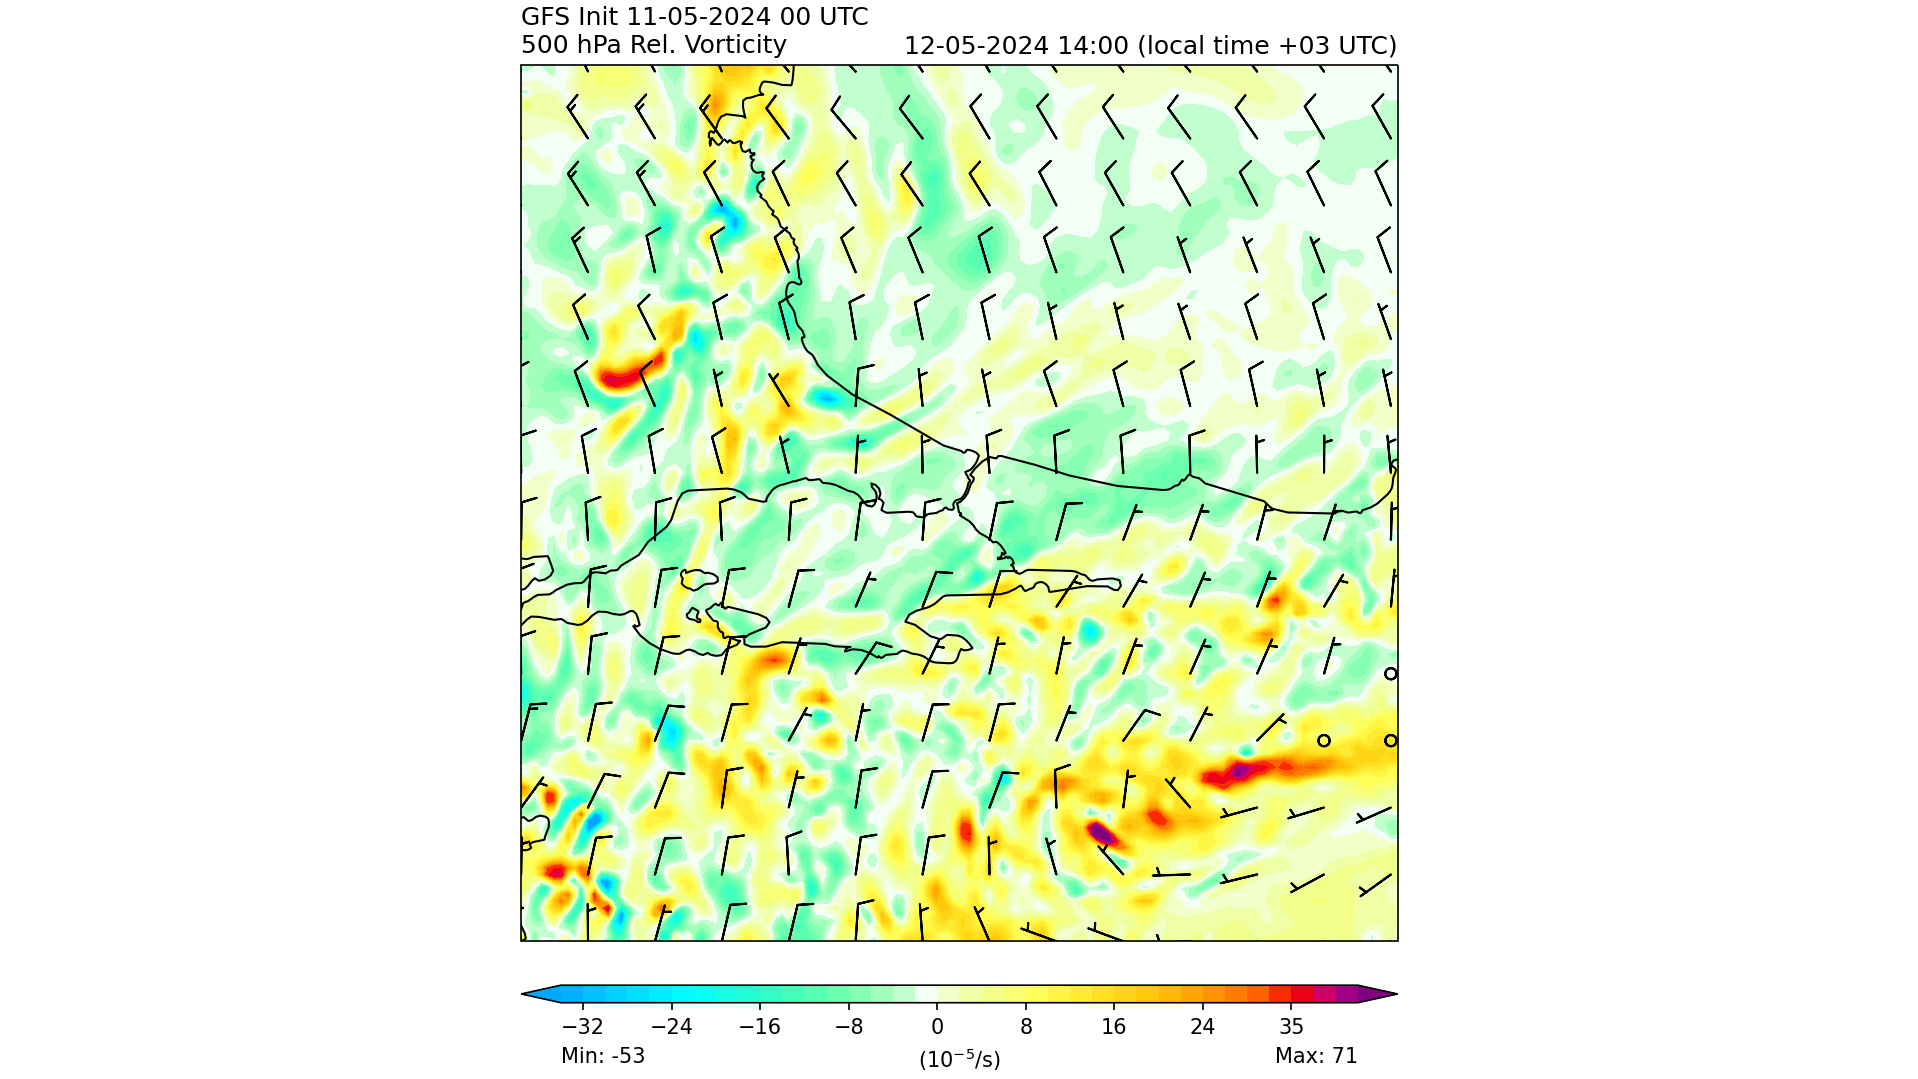 GFS Init 11-05-2024 00 UTC
500 hPa Rel. Vorticity
12-05-2024 14:00 (local time +03 UTC)
−32 −24 −16 −8 0 8 16 24 35
Min: -53 (10⁻⁵/s) Max: 71